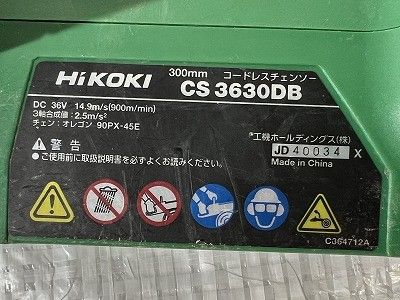 HiKOKI
300mm コードレスチェンソー
CS 3630DB
DC 36V 14.9m/s(900m/min)
3軸合成値:2.5m/s²
チェン:オレゴン 90PX-45E
工機ホールディングス(株)
JD 40034 X
Made in China
警告
●ご使用前に取扱説明書を必ずよくお読みください。
C364712A